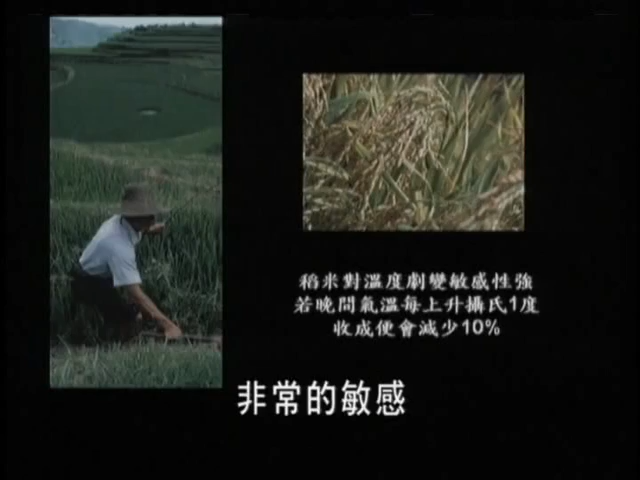 稻米對溫度劇變敏感性強
若晚間氣溫每上升攝氏1度
收成便會減少10%
非常的敏感